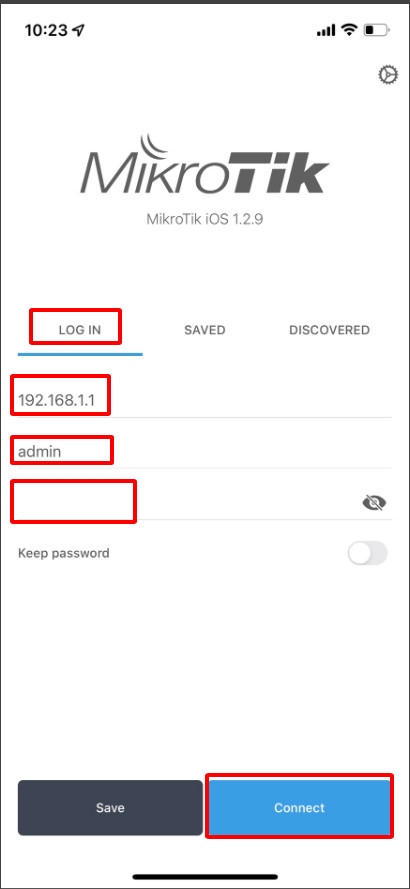 10:23
MikroTik
MikroTik iOS 1.2.9
LOG IN SAVED DISCOVERED
192.168.1.1
admin
Keep password
Save Connect